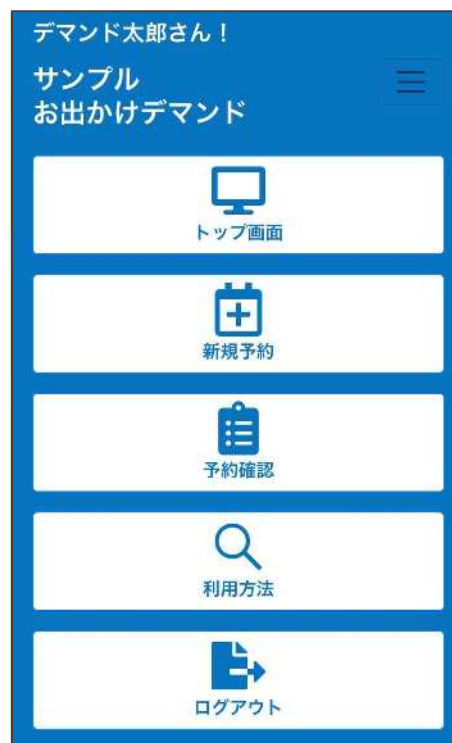 デマンド太郎さん！
サンプル
お出かけデマンド
トップ画面
新規予約
予約確認
利用方法
ログアウト